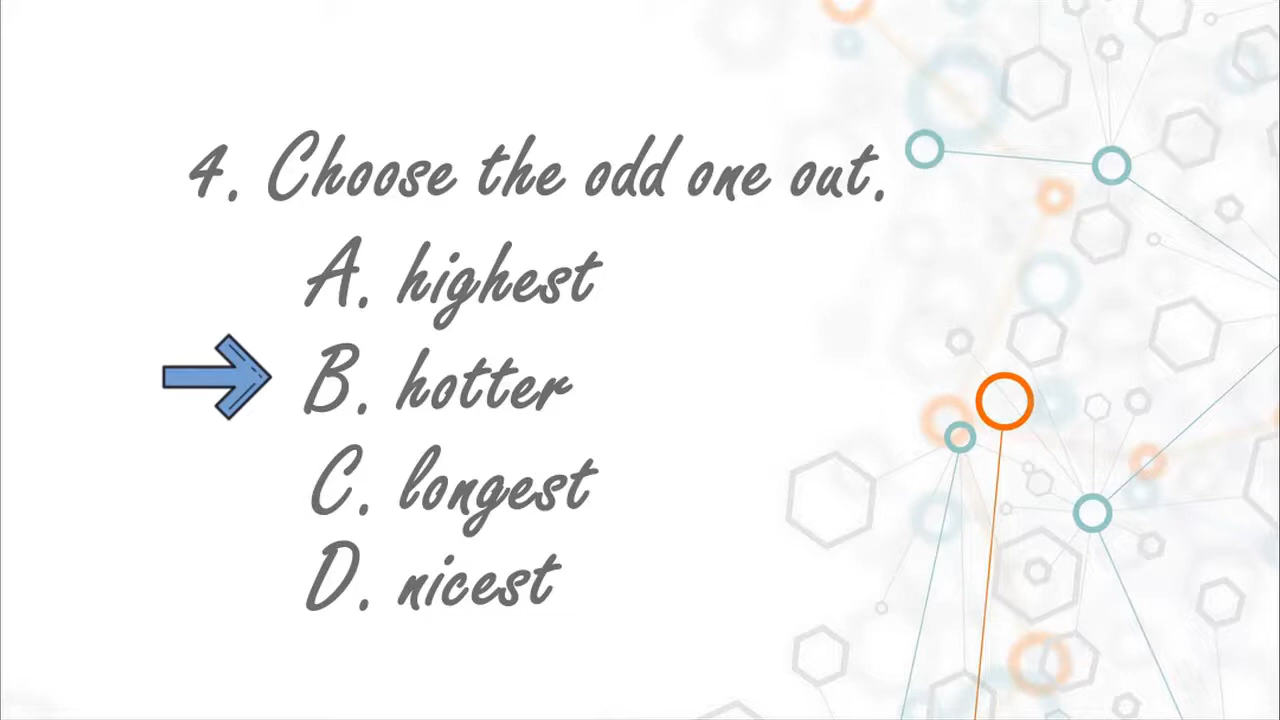 4. Choose the odd one out.
A. highest
B. hotter
C. longest
D. nicest